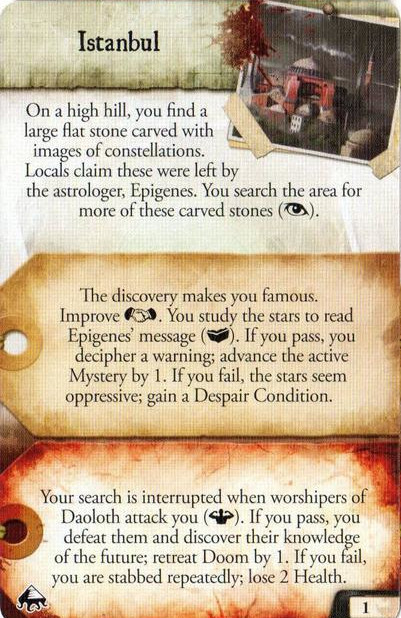 Istanbul
On a high hill, you find a
large flat stone carved with
images of constellations.
Locals claim these were left by
the astrologer, Epigenes. You search the area for
more of these carved stones ( ).
The discovery makes you famous.
Improve . You study the stars to read
Epigenes' message ( ). If you pass, you
decipher a warning; advance the active
Mystery by 1. If you fail, the stars seem
oppressive; gain a Despair Condition.
Your search is interrupted when worshipers of
Daoloth attack you ( ). If you pass, you
defeat them and discover their knowledge
of the future; retreat Doom by 1. If you fail,
you are stabbed repeatedly; lose 2 Health.
1